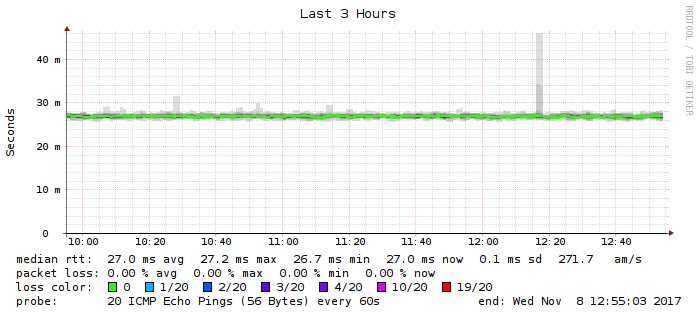 Last 3 Hours
RRDTOOL / TOBI OETIKER
Seconds
40 m
30 m
20 m
10 m
0
10:00 10:20 10:40 11:00 11:20 11:40 12:00 12:20 12:40
median rtt: 27.0 ms avg 27.2 ms max 26.7 ms min 27.0 ms now 0.1 ms sd 271.7 am/s
packet loss: 0.00 % avg 0.00 % max 0.00 % min 0.00 % now
loss color: 0 1/20 2/20 3/20 4/20 10/20 19/20
probe: 20 ICMP Echo Pings (56 Bytes) every 60s end: Wed Nov 8 12:55:03 2017